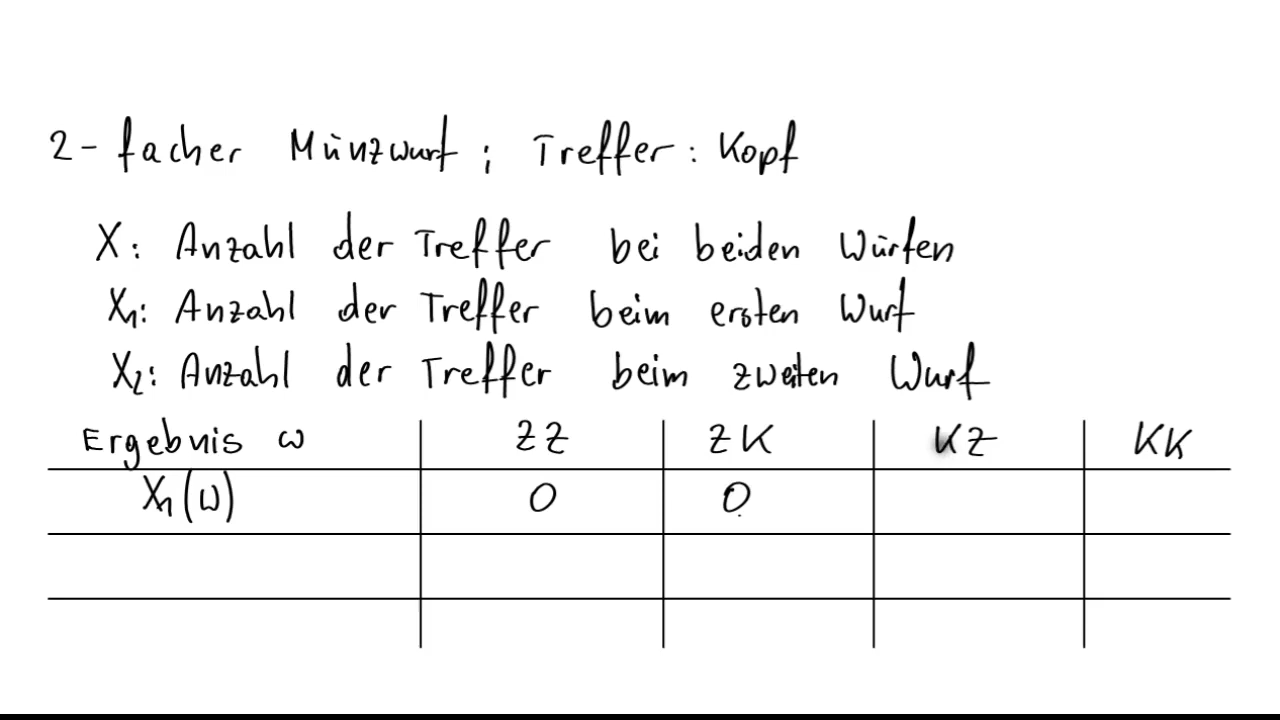 2-facher Münzwurf; Treffer: Kopf
X: Anzahl der Treffer bei beiden Würfen
X₁: Anzahl der Treffer beim ersten Wurf
X₂: Anzahl der Treffer beim zweiten Wurf
Ergebnis ω ZZ ZK KZ KK
X₁(ω) 0 0